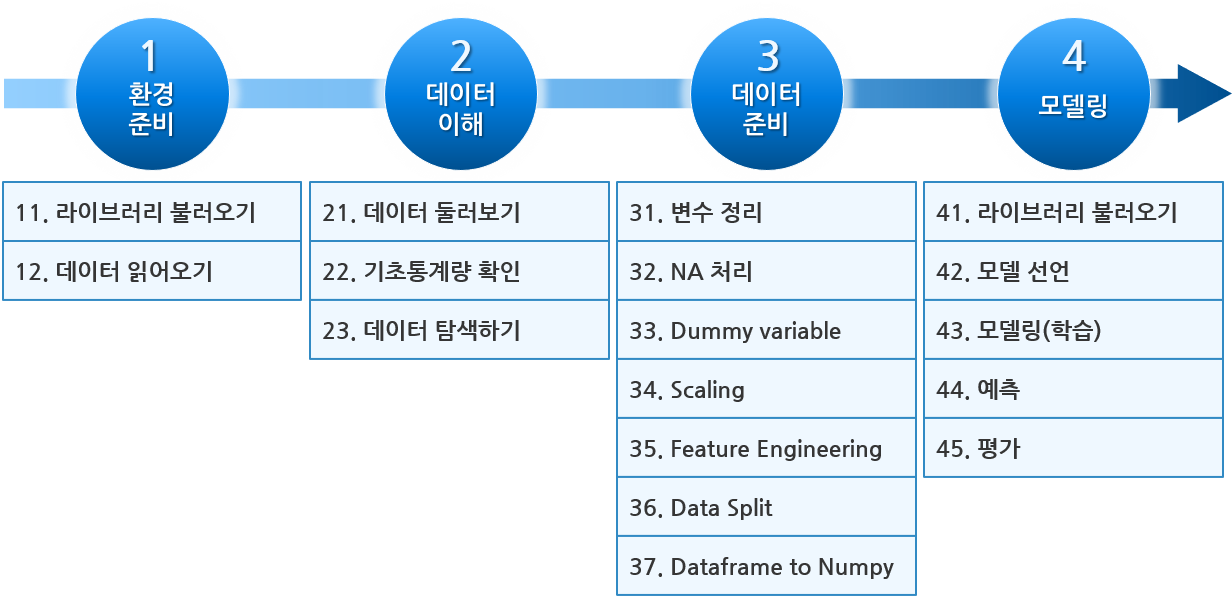 1
환경
준비
2
데이터
이해
3
데이터
준비
4
모델링
11. 라이브러리 불러오기
12. 데이터 읽어오기
21. 데이터 둘러보기
22. 기초통계량 확인
23. 데이터 탐색하기
31. 변수 정리
32. NA 처리
33. Dummy variable
34. Scaling
35. Feature Engineering
36. Data Split
37. Dataframe to Numpy
41. 라이브러리 불러오기
42. 모델 선언
43. 모델링(학습)
44. 예측
45. 평가